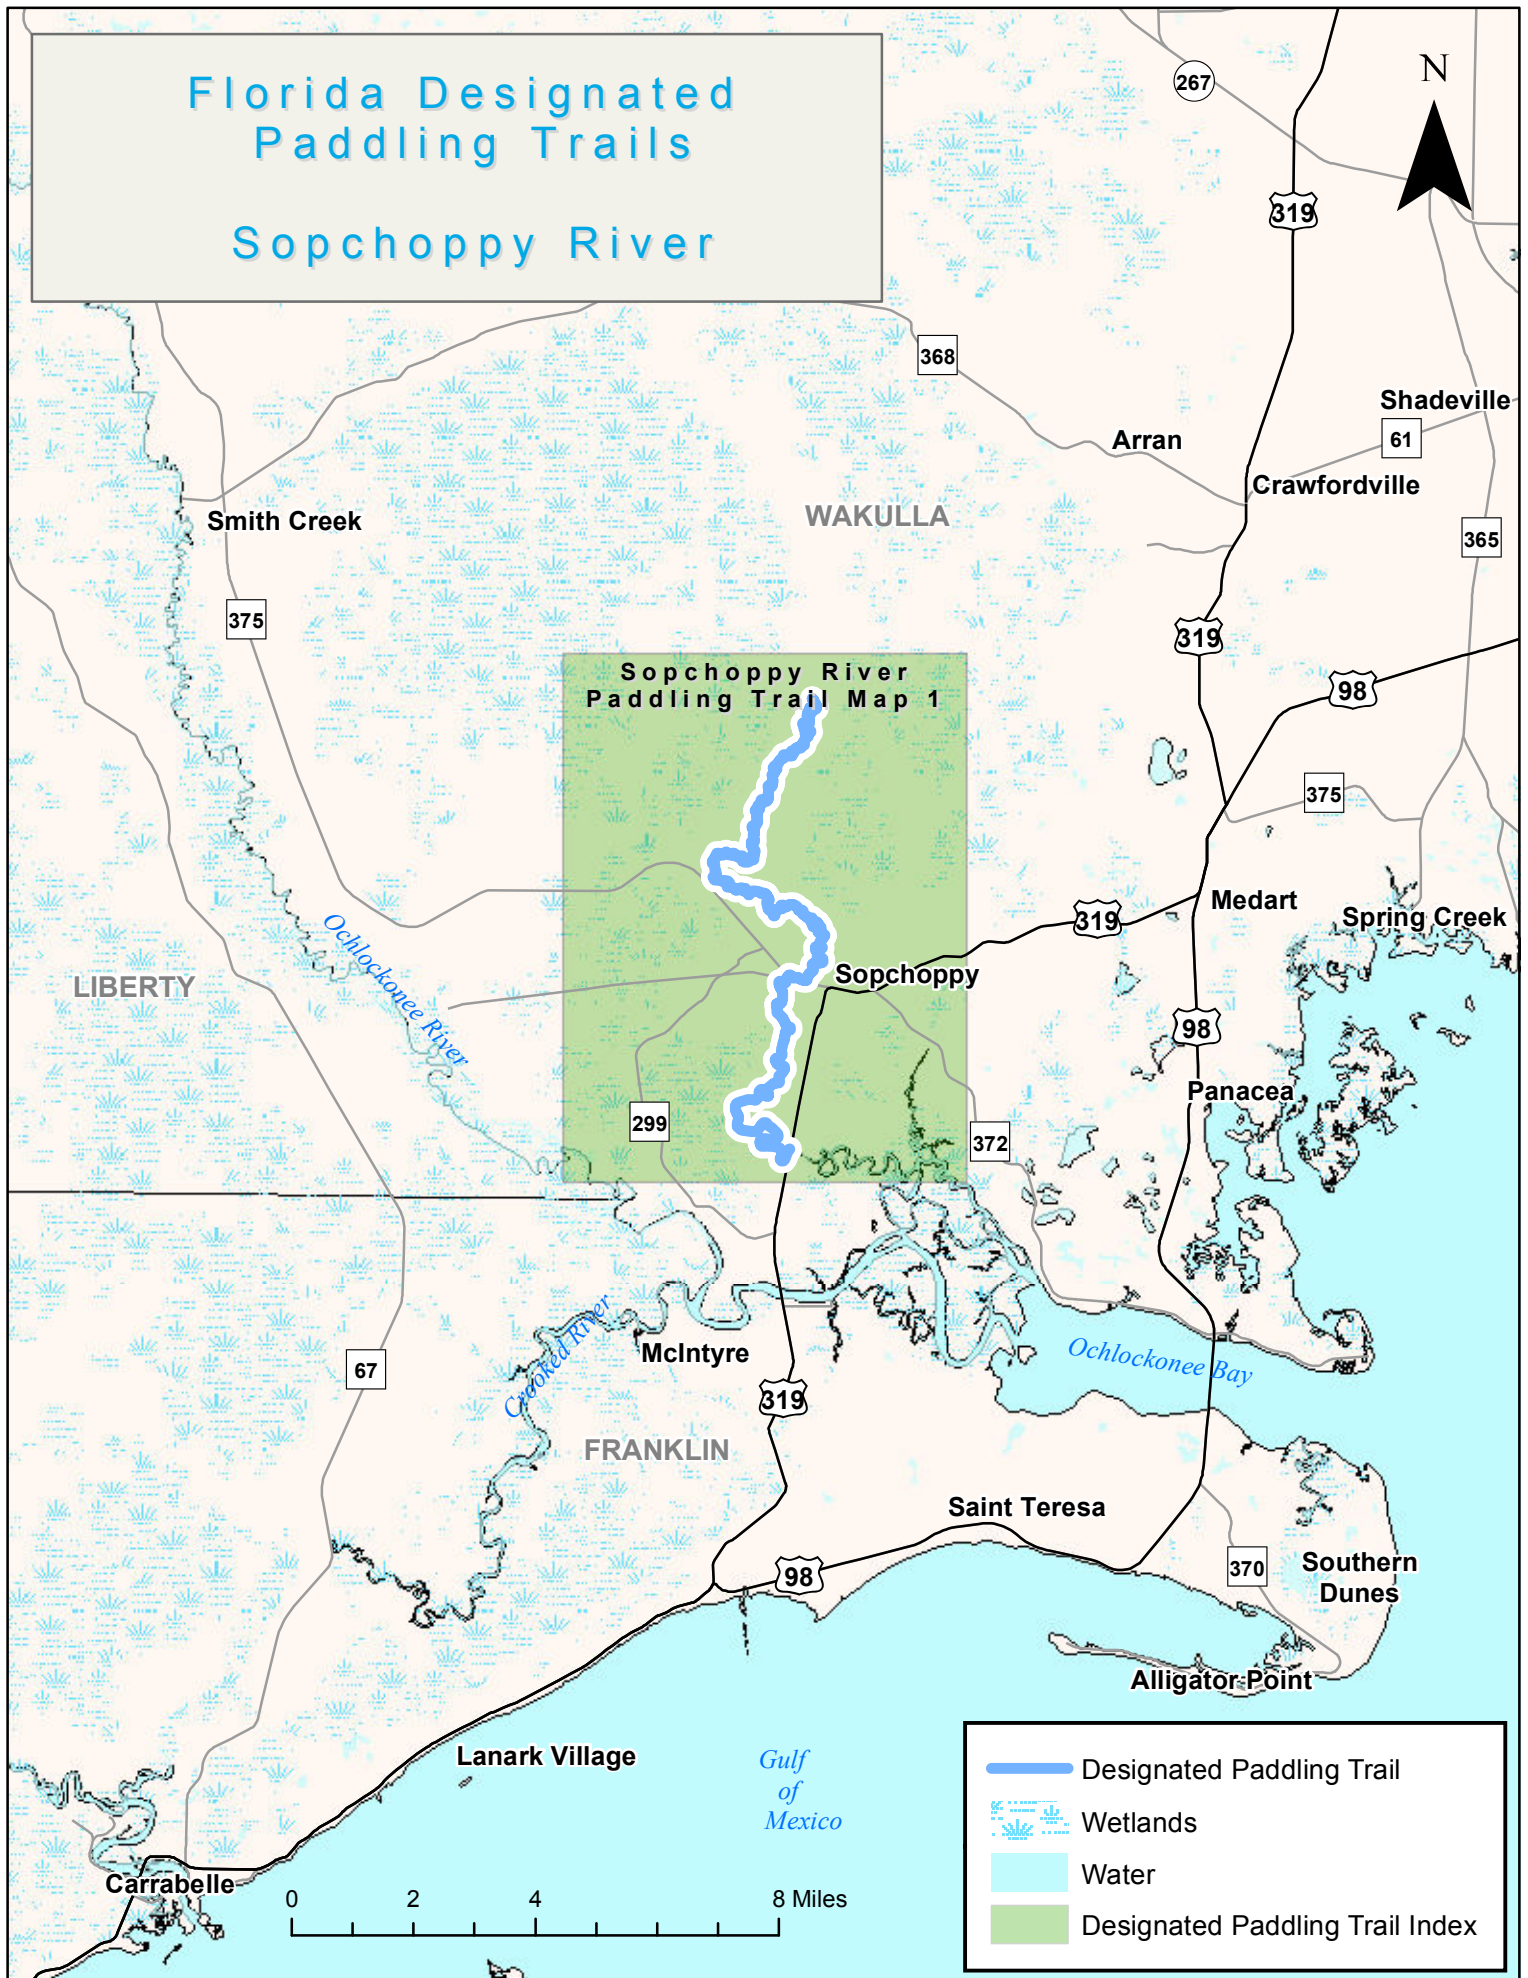 Florida Designated
Paddling Trails
Sopchoppy River
N
267
319
368
Shadeville
61
Arran
Crawfordville
WAKULLA
Smith Creek
365
375
319
Sopchoppy River
Paddling Trail Map 1
98
375
Medart
319
Spring Creek
Ochlockonee River
Sopchoppy
LIBERTY
98
Panacea
299
372
Crooked River
McIntyre
Ochlockonee Bay
67
319
FRANKLIN
Saint Teresa
98
370
Southern
Dunes
Alligator Point
Lanark Village
Gulf
of
Mexico
Carrabelle
0 2 4 8 Miles
Designated Paddling Trail
Wetlands
Water
Designated Paddling Trail Index